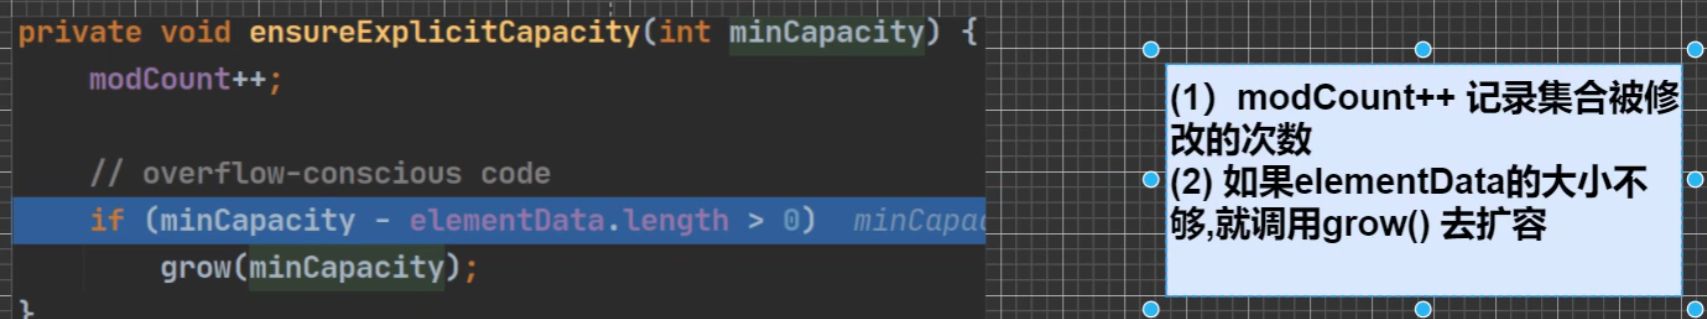 private void ensureExplicitCapacity(int minCapacity) {
modCount++;
// overflow-conscious code
if (minCapacity - elementData.length > 0)
grow(minCapacity);
}
(1）modCount++ 记录集合被修
改的次数
(2) 如果elementData的大小不
够,就调用grow() 去扩容